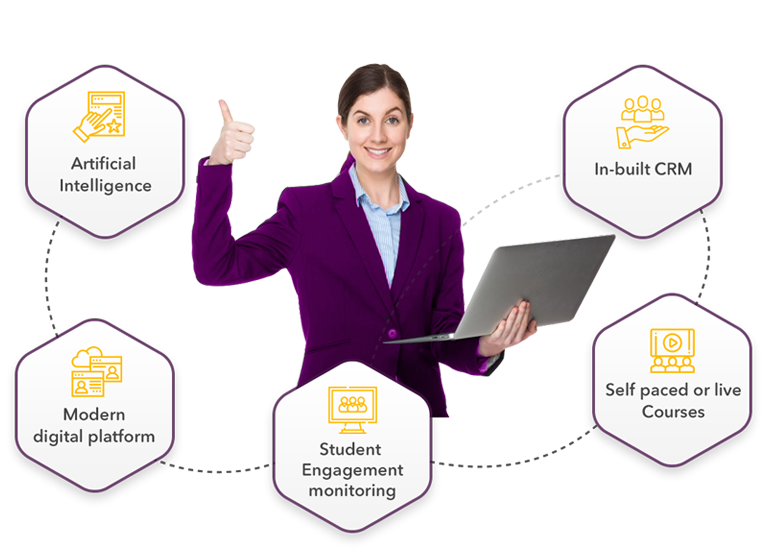 Artificial
Intelligence
In-built CRM
Modern
digital platform
Student
Engagement
monitoring
Self paced or live
Courses